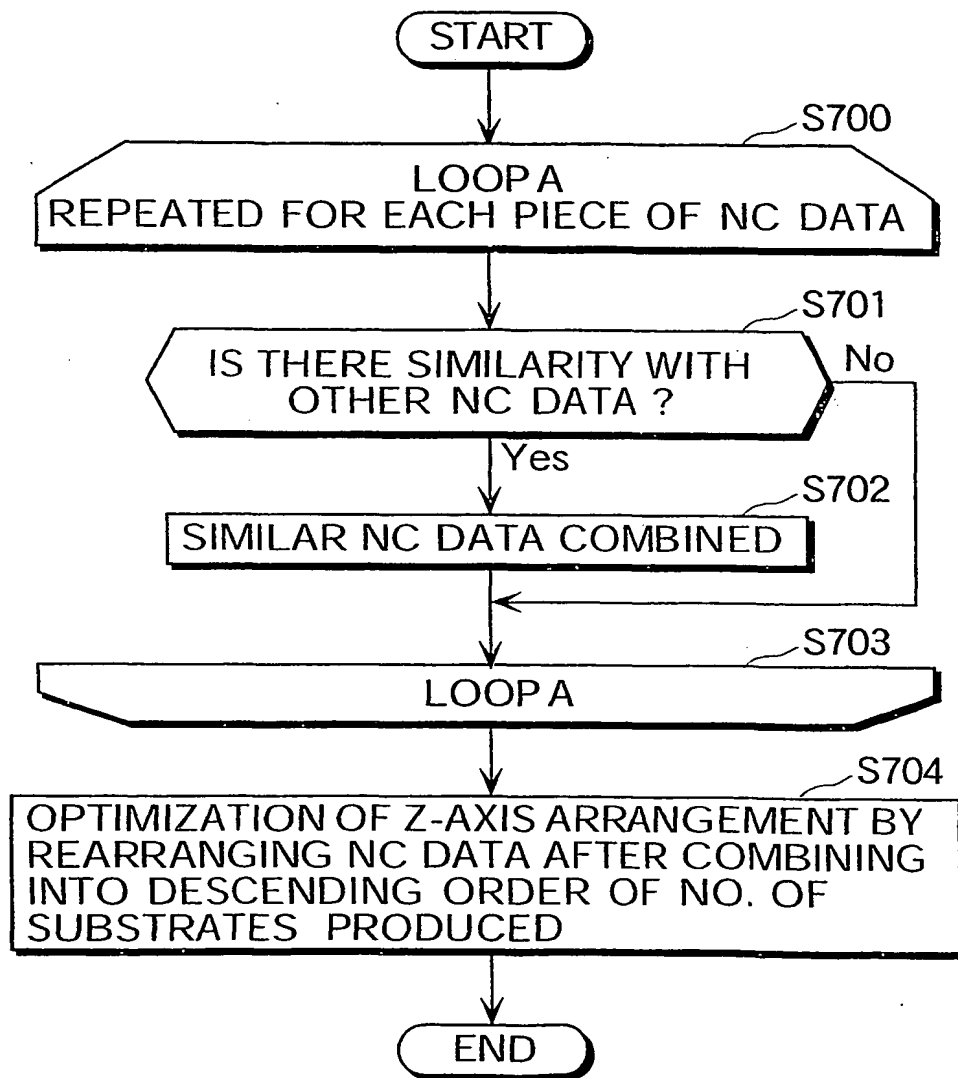 START
S700
LOOP A
REPEATED FOR EACH PIECE OF NC DATA
S701
IS THERE SIMILARITY WITH
OTHER NC DATA ?
No
Yes
S702
SIMILAR NC DATA COMBINED
S703
LOOP A
S704
OPTIMIZATION OF Z-AXIS ARRANGEMENT BY
REARRANGING NC DATA AFTER COMBINING
INTO DESCENDING ORDER OF NO. OF
SUBSTRATES PRODUCED
END